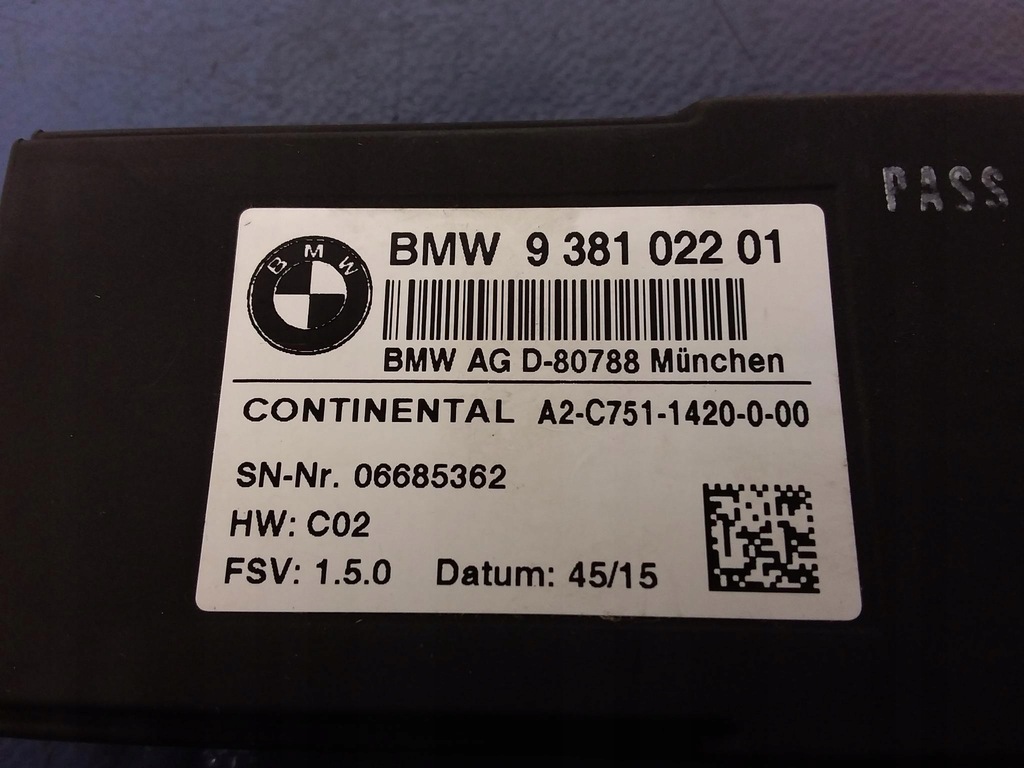 PASS
BMW 9 381 022 01
BMW
BMW AG D-80788 München
CONTINENTAL A2-C751-1420-0-00
SN-Nr. 06685362
HW: C02
FSV: 1.5.0 Datum: 45/15